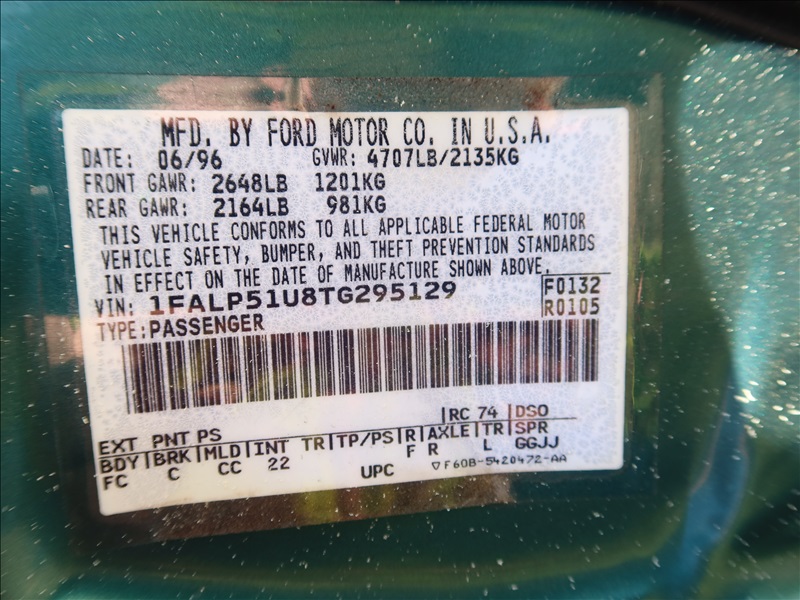 MFD. BY FORD MOTOR CO. IN U.S.A.
DATE: 06/96 GVWR: 4707LB/2135KG
FRONT GAWR: 2648LB 1201KG
REAR GAWR: 2164LB 981KG
THIS VEHICLE CONFORMS TO ALL APPLICABLE FEDERAL MOTOR
VEHICLE SAFETY, BUMPER, AND THEFT PREVENTION STANDARDS
IN EFFECT ON THE DATE OF MANUFACTURE SHOWN ABOVE.
VIN: 1FALP51U8TG295129 F0132
TYPE: PASSENGER R0105
RC 74 DSO
EXT PNT PS
BDY BRK MLD INT TR TP/PS R AXLE TR SPR
FC C CC 22 F R L GGJJ
UPC ▽F60B-5420472-AA